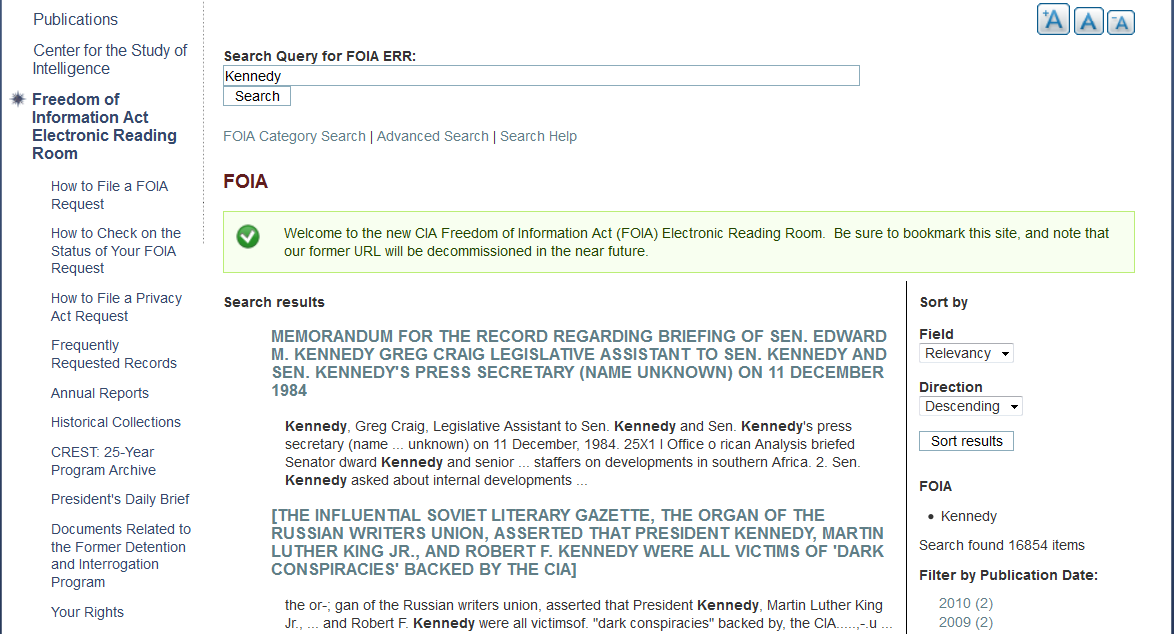 Publications
Center for the Study of
Intelligence
Freedom of
Information Act
Electronic Reading
Room
How to File a FOIA
Request
How to Check on the
Status of Your FOIA
Request
How to File a Privacy
Act Request
Frequently
Requested Records
Annual Reports
Historical Collections
CREST: 25-Year
Program Archive
President's Daily Brief
Documents Related to
the Former Detention
and Interrogation
Program
Your Rights
+A A -A
Search Query for FOIA ERR:
Kennedy
Search
FOIA Category Search | Advanced Search | Search Help
FOIA
Welcome to the new CIA Freedom of Information Act (FOIA) Electronic Reading Room. Be sure to bookmark this site, and note that
our former URL will be decommissioned in the near future.
Search results
MEMORANDUM FOR THE RECORD REGARDING BRIEFING OF SEN. EDWARD
M. KENNEDY GREG CRAIG LEGISLATIVE ASSISTANT TO SEN. KENNEDY AND
SEN. KENNEDY'S PRESS SECRETARY (NAME UNKNOWN) ON 11 DECEMBER
1984
Kennedy, Greg Craig, Legislative Assistant to Sen. Kennedy and Sen. Kennedy's press
secretary (name ... unknown) on 11 December, 1984. 25X1 I Office o rican Analysis briefed
Senator dward Kennedy and senior ... staffers on developments in southern Africa. 2. Sen.
Kennedy asked about internal developments ...
[THE INFLUENTIAL SOVIET LITERARY GAZETTE, THE ORGAN OF THE
RUSSIAN WRITERS UNION, ASSERTED THAT PRESIDENT KENNEDY, MARTIN
LUTHER KING JR., AND ROBERT F. KENNEDY WERE ALL VICTIMS OF 'DARK
CONSPIRACIES' BACKED BY THE CIA]
the or-; gan of the Russian writers union, asserted that President Kennedy, Martin Luther King
Jr., ... and Robert F. Kennedy were all victimsof. "dark conspiracies" backed by, the CIA.....,-.u ...
Sort by
Field
Relevancy
Direction
Descending
Sort results
FOIA
• Kennedy
Search found 16854 items
Filter by Publication Date:
2010 (2)
2009 (2)